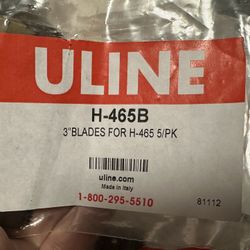 ULINE
H-465B
3"BLADES FOR H-465 5/PK
uline.com
Made in Italy
1-800-295-5510
81112